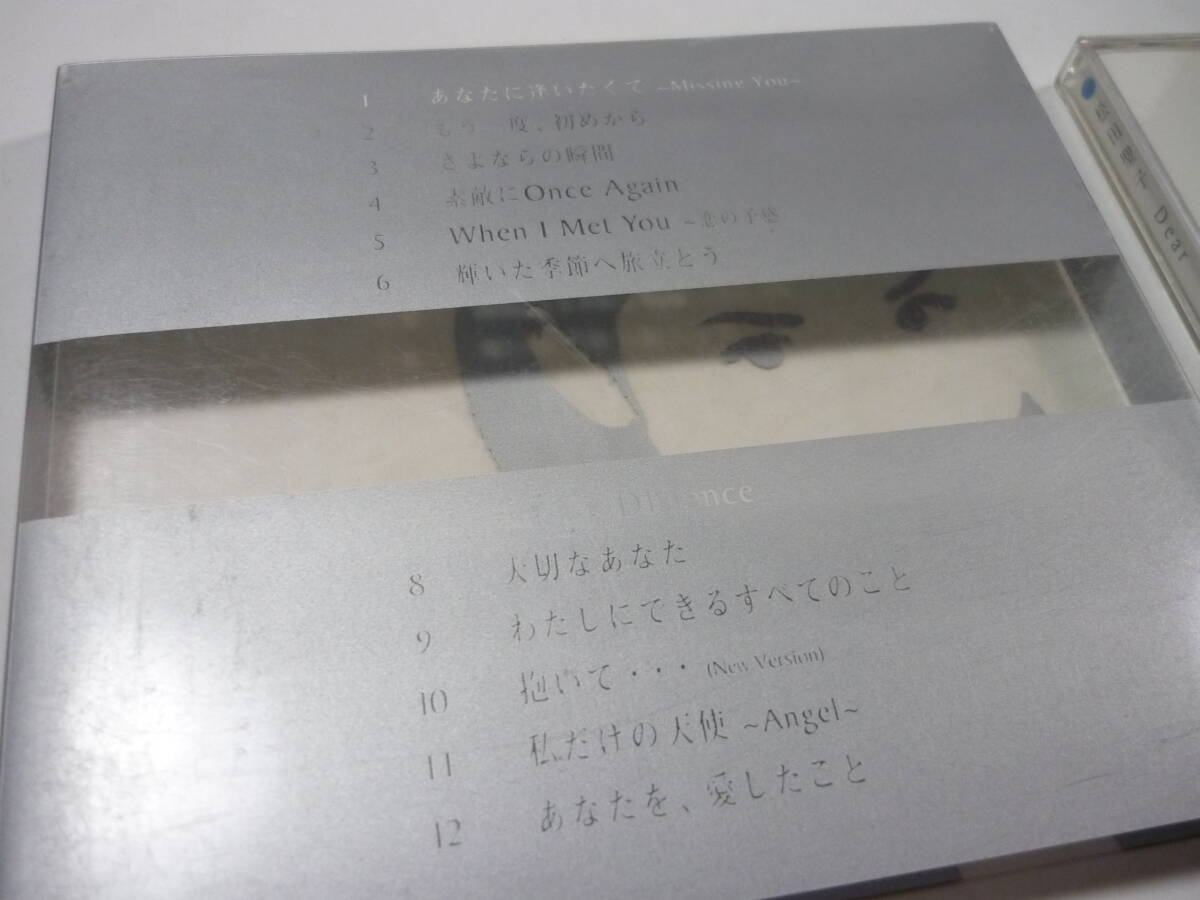 1 あなたに逢いたくて ~Missing You~
2 もう一度、初めから
3 さよならの瞬間
4 素敵にOnce Again
5 When I Met You ~恋の予感
6 輝いた季節へ旅立とう
8 大切なあなた
9 わたしにできるすべてのこと
10 抱いて・・・ (New Version)
11 私だけの天使 ~Angel~
12 あなたを、愛したこと
松田聖子 Dear